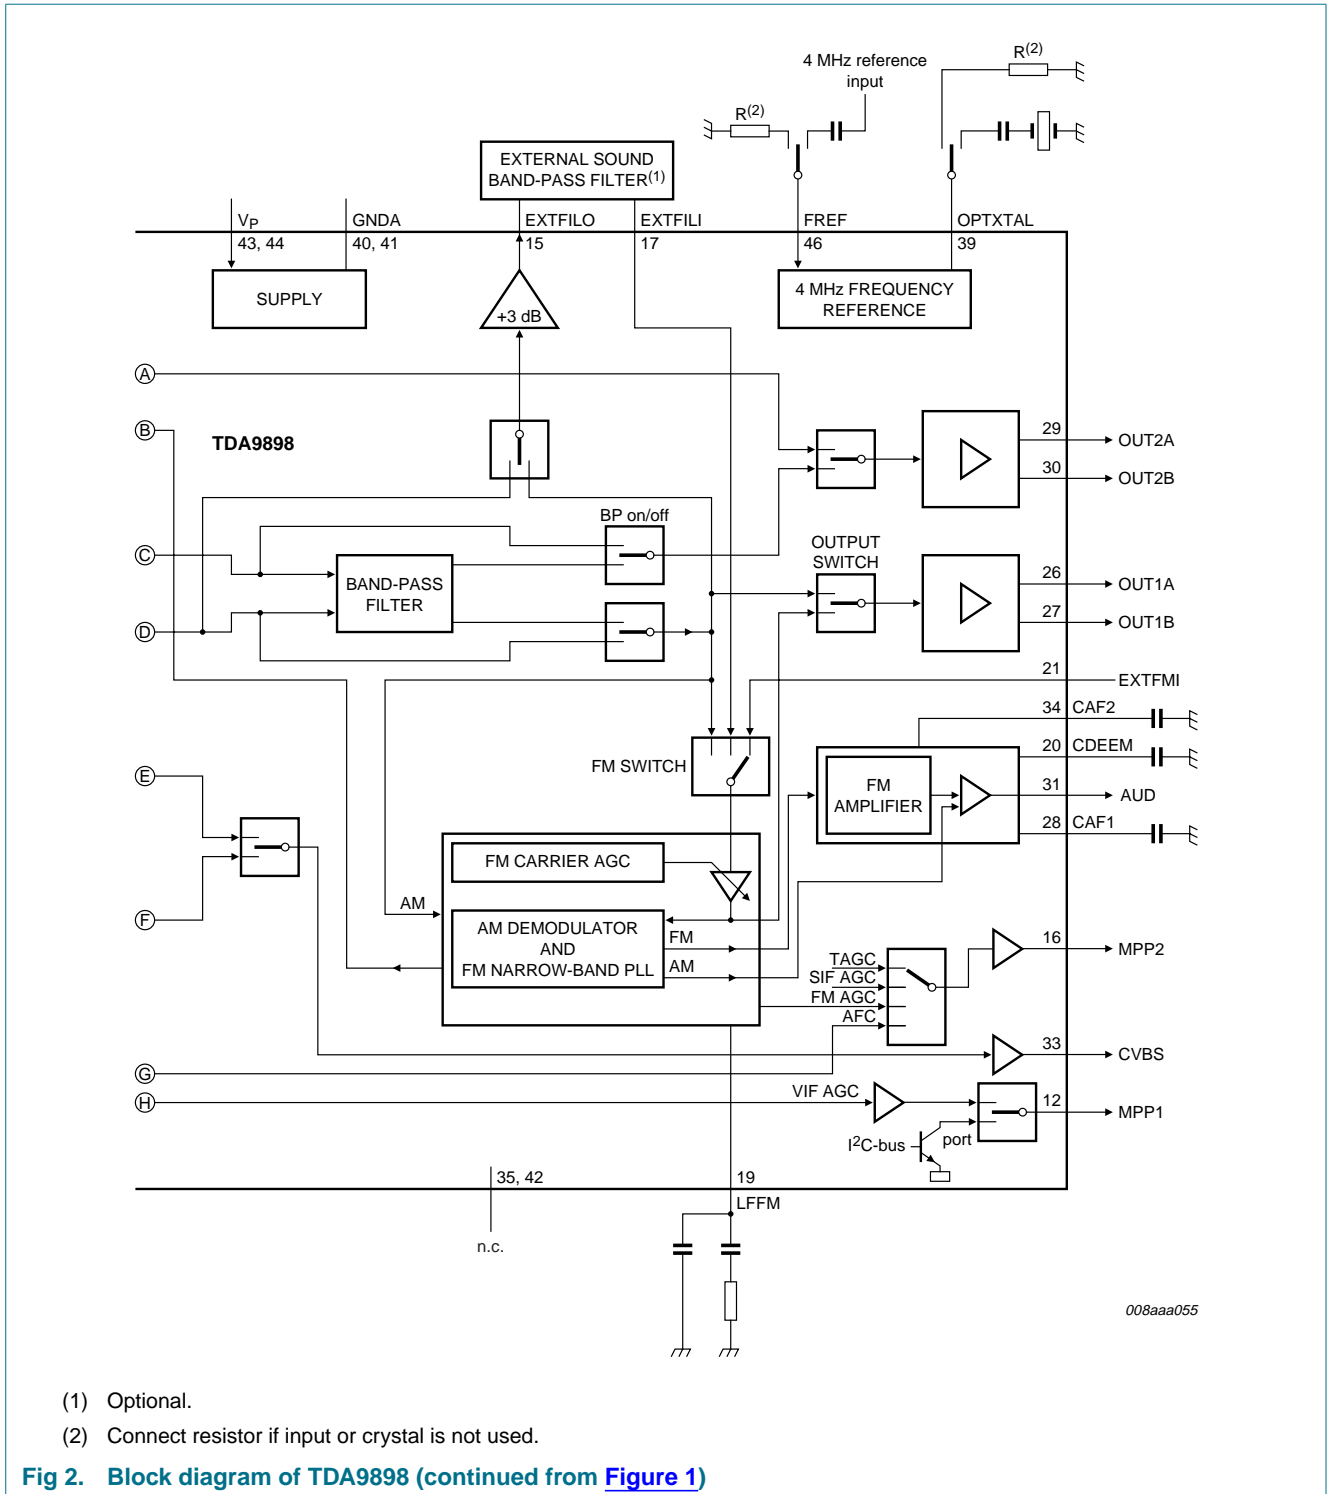 4 MHz reference
input
R(2)
R(2)
EXTERNAL SOUND
BAND-PASS FILTER(1)
VP
GNDA
EXTFILO
EXTFILI
FREF
OPTXTAL
43, 44
40, 41
15
17
46
39
SUPPLY
+3 dB
4 MHz FREQUENCY
REFERENCE
A
B
TDA9898
29
OUT2A
30
OUT2B
BP on/off
C
BAND-PASS
FILTER
OUTPUT
SWITCH
26
OUT1A
27
OUT1B
D
21
EXTFMI
34
CAF2
20
CDEEM
FM SWITCH
E
FM
AMPLIFIER
31
AUD
28
CAF1
FM CARRIER AGC
AM
F
AM DEMODULATOR
AND
FM NARROW-BAND PLL
FM
AM
TAGC
SIF AGC
FM AGC
AFC
16
MPP2
33
CVBS
G
H
VIF AGC
12
MPP1
I2C-bus
port
35, 42
19
LFFM
n.c.
008aaa055
(1) Optional.
(2) Connect resistor if input or crystal is not used.
Fig 2. Block diagram of TDA9898 (continued from Figure 1)